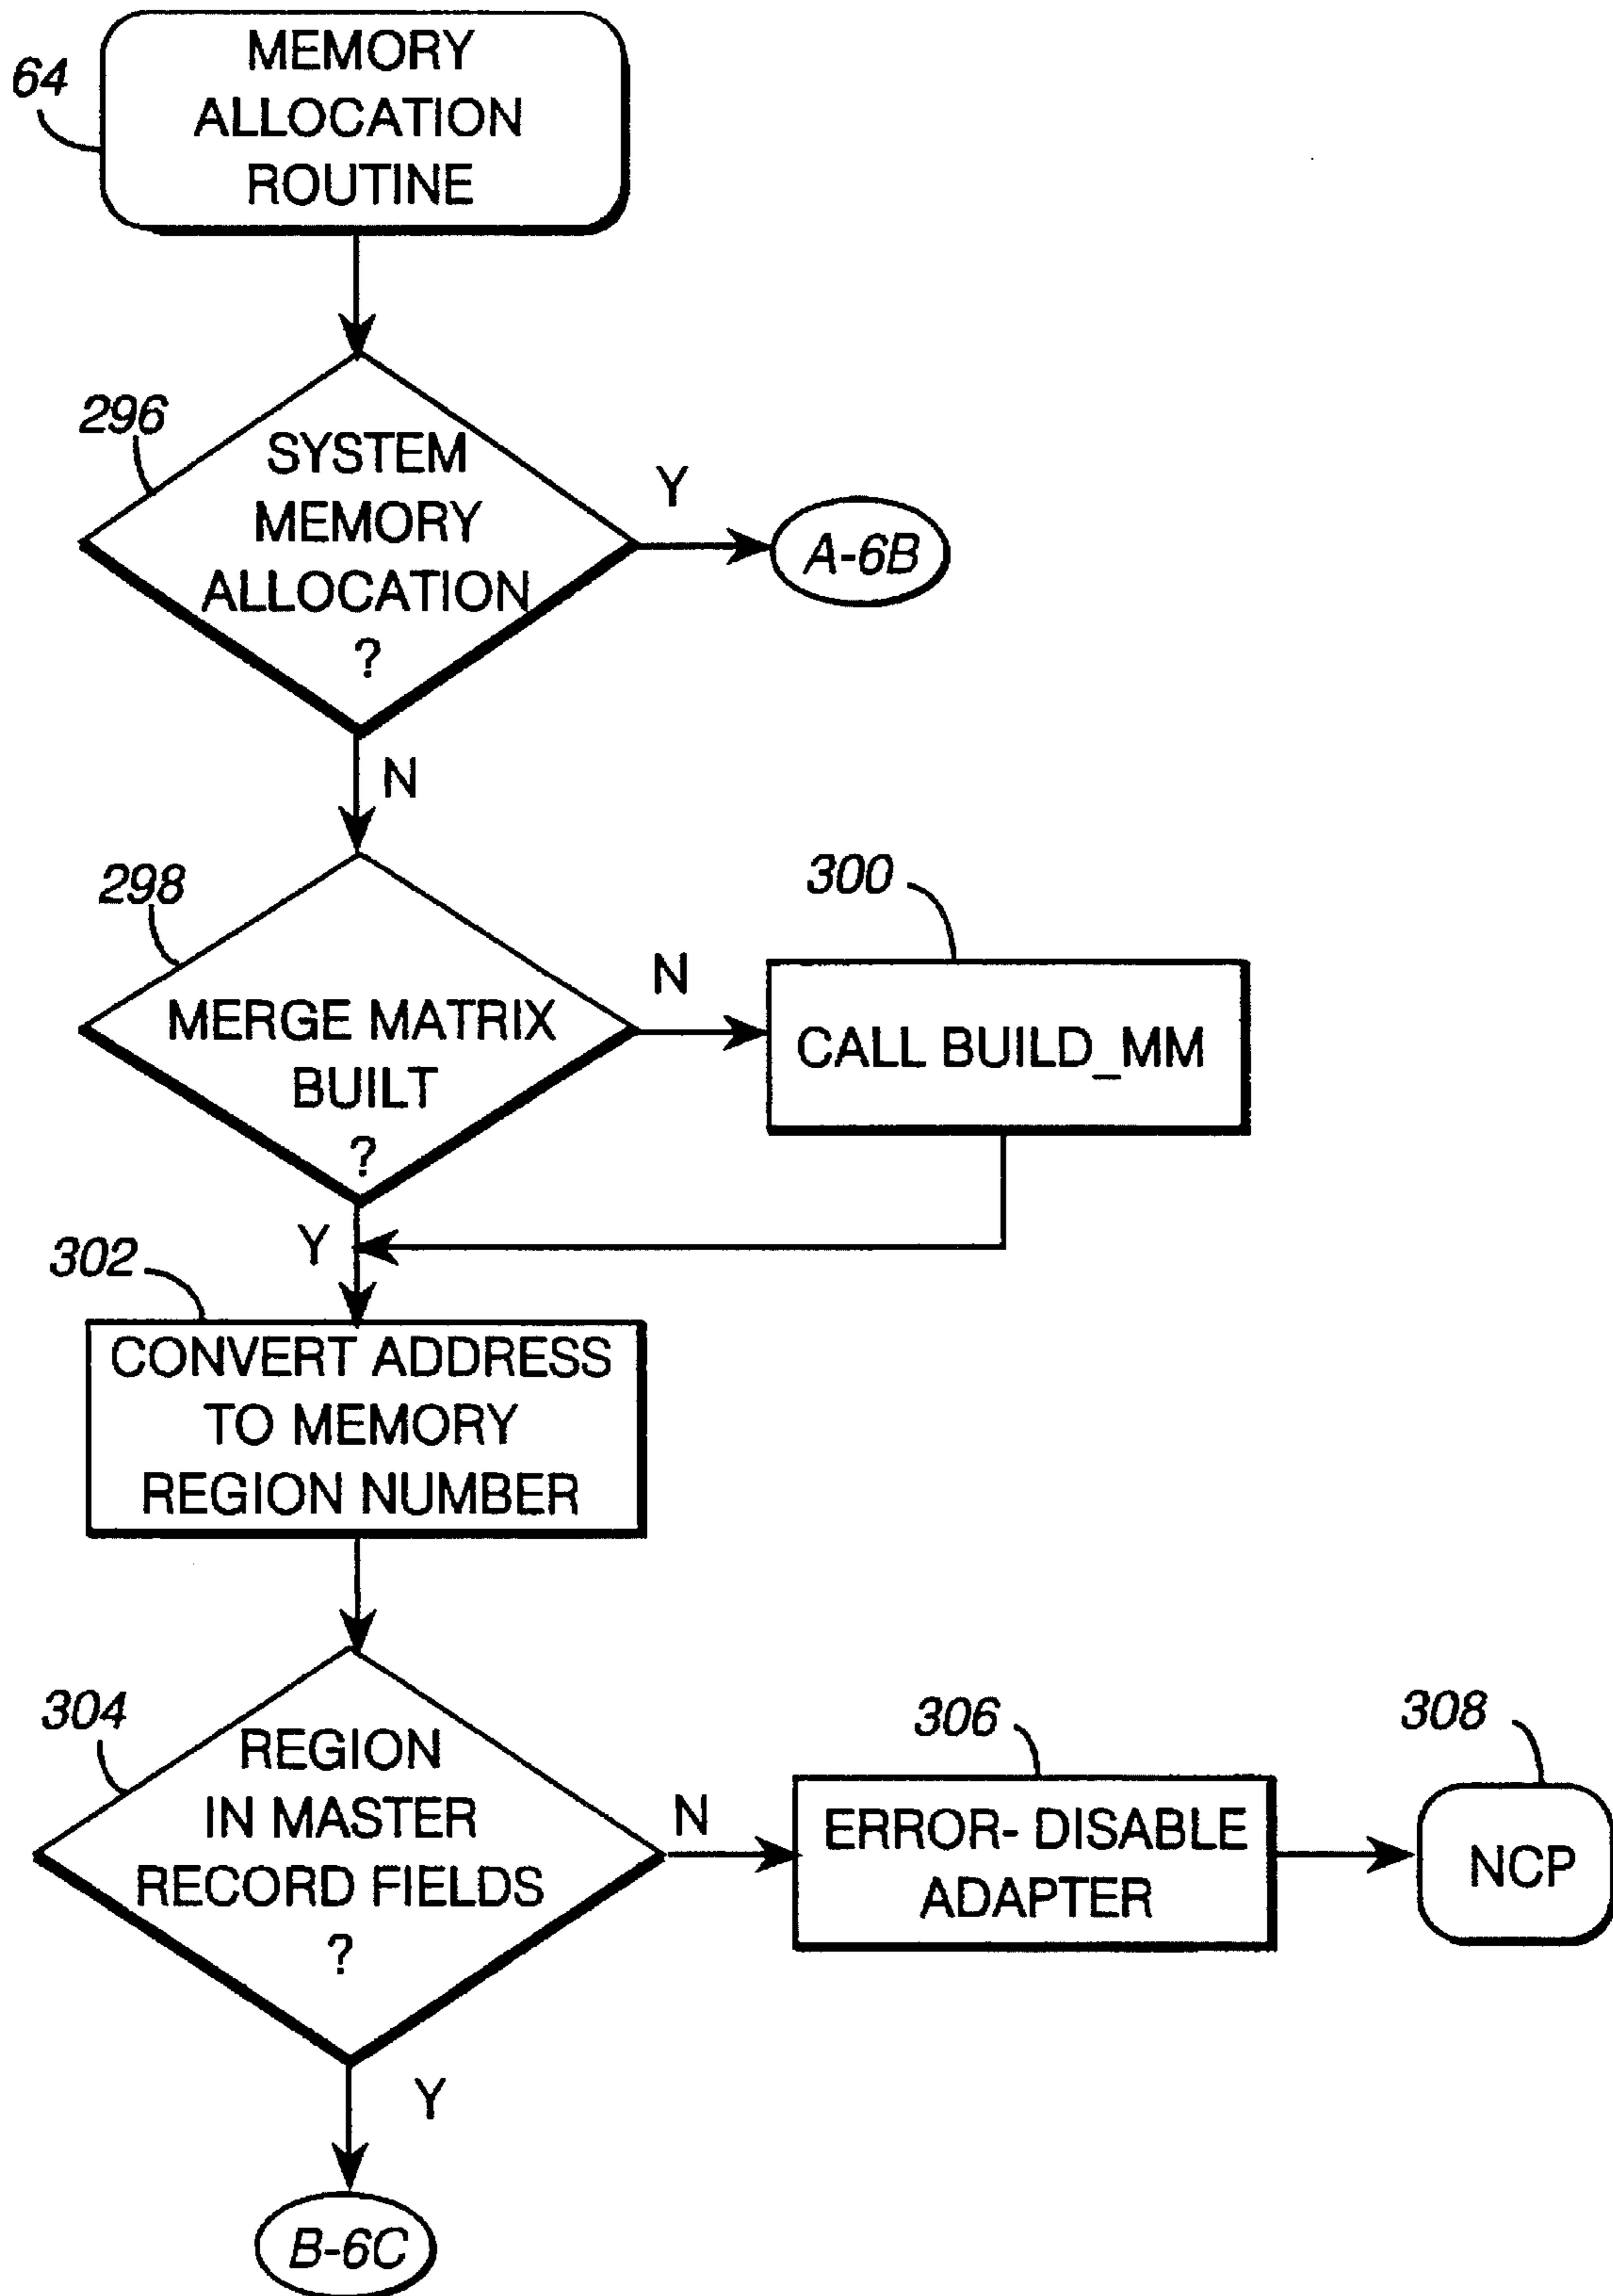 64
MEMORY
ALLOCATION
ROUTINE
296
SYSTEM
MEMORY
ALLOCATION
?
Y
A-6B
N
298
MERGE MATRIX
BUILT
?
N
300
CALL BUILD_MM
Y
302
CONVERT ADDRESS
TO MEMORY
REGION NUMBER
304
REGION
IN MASTER
RECORD FIELDS
?
N
306
ERROR- DISABLE
ADAPTER
308
NCP
Y
B-6C